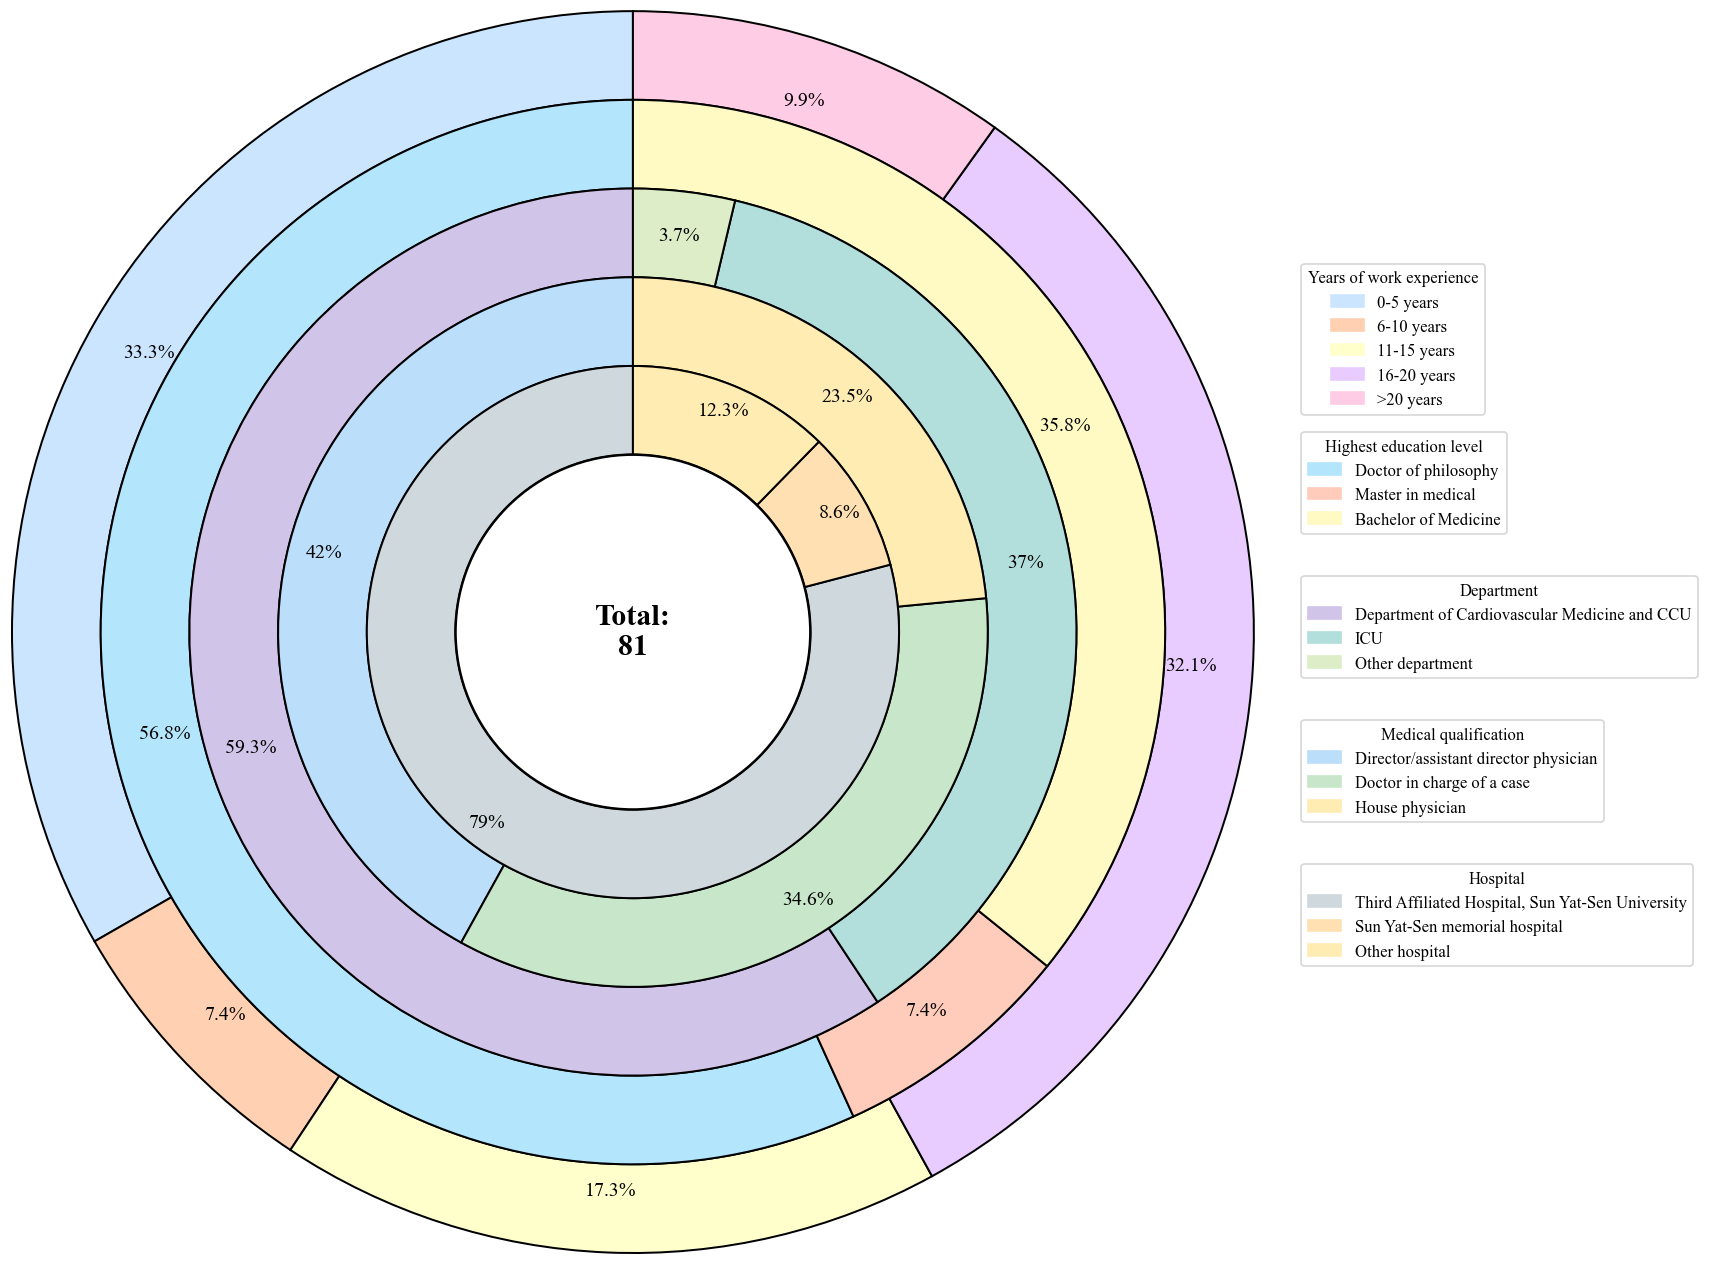 9.9%
3.7%
33.3%
23.5%
12.3%
35.8%
8.6%
42%
37%
Total:
81
32.1%
56.8%
59.3%
79%
34.6%
7.4%
7.4%
17.3%
Years of work experience
0-5 years
6-10 years
11-15 years
16-20 years
>20 years
Highest education level
Doctor of philosophy
Master in medical
Bachelor of Medicine
Department
Department of Cardiovascular Medicine and CCU
ICU
Other department
Medical qualification
Director/assistant director physician
Doctor in charge of a case
House physician
Hospital
Third Affiliated Hospital, Sun Yat-Sen University
Sun Yat-Sen memorial hospital
Other hospital